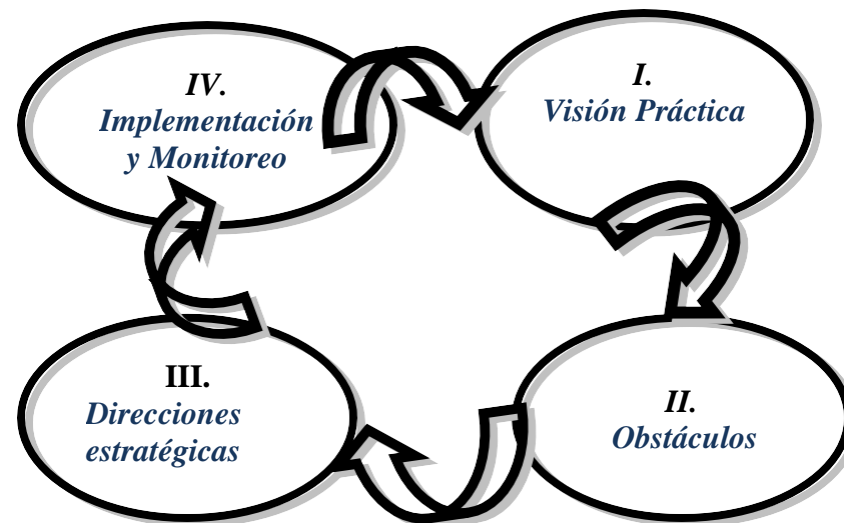 I.
Visión Práctica
II.
Obstáculos
III.
Direcciones
estratégicas
IV.
Implementación
y Monitoreo